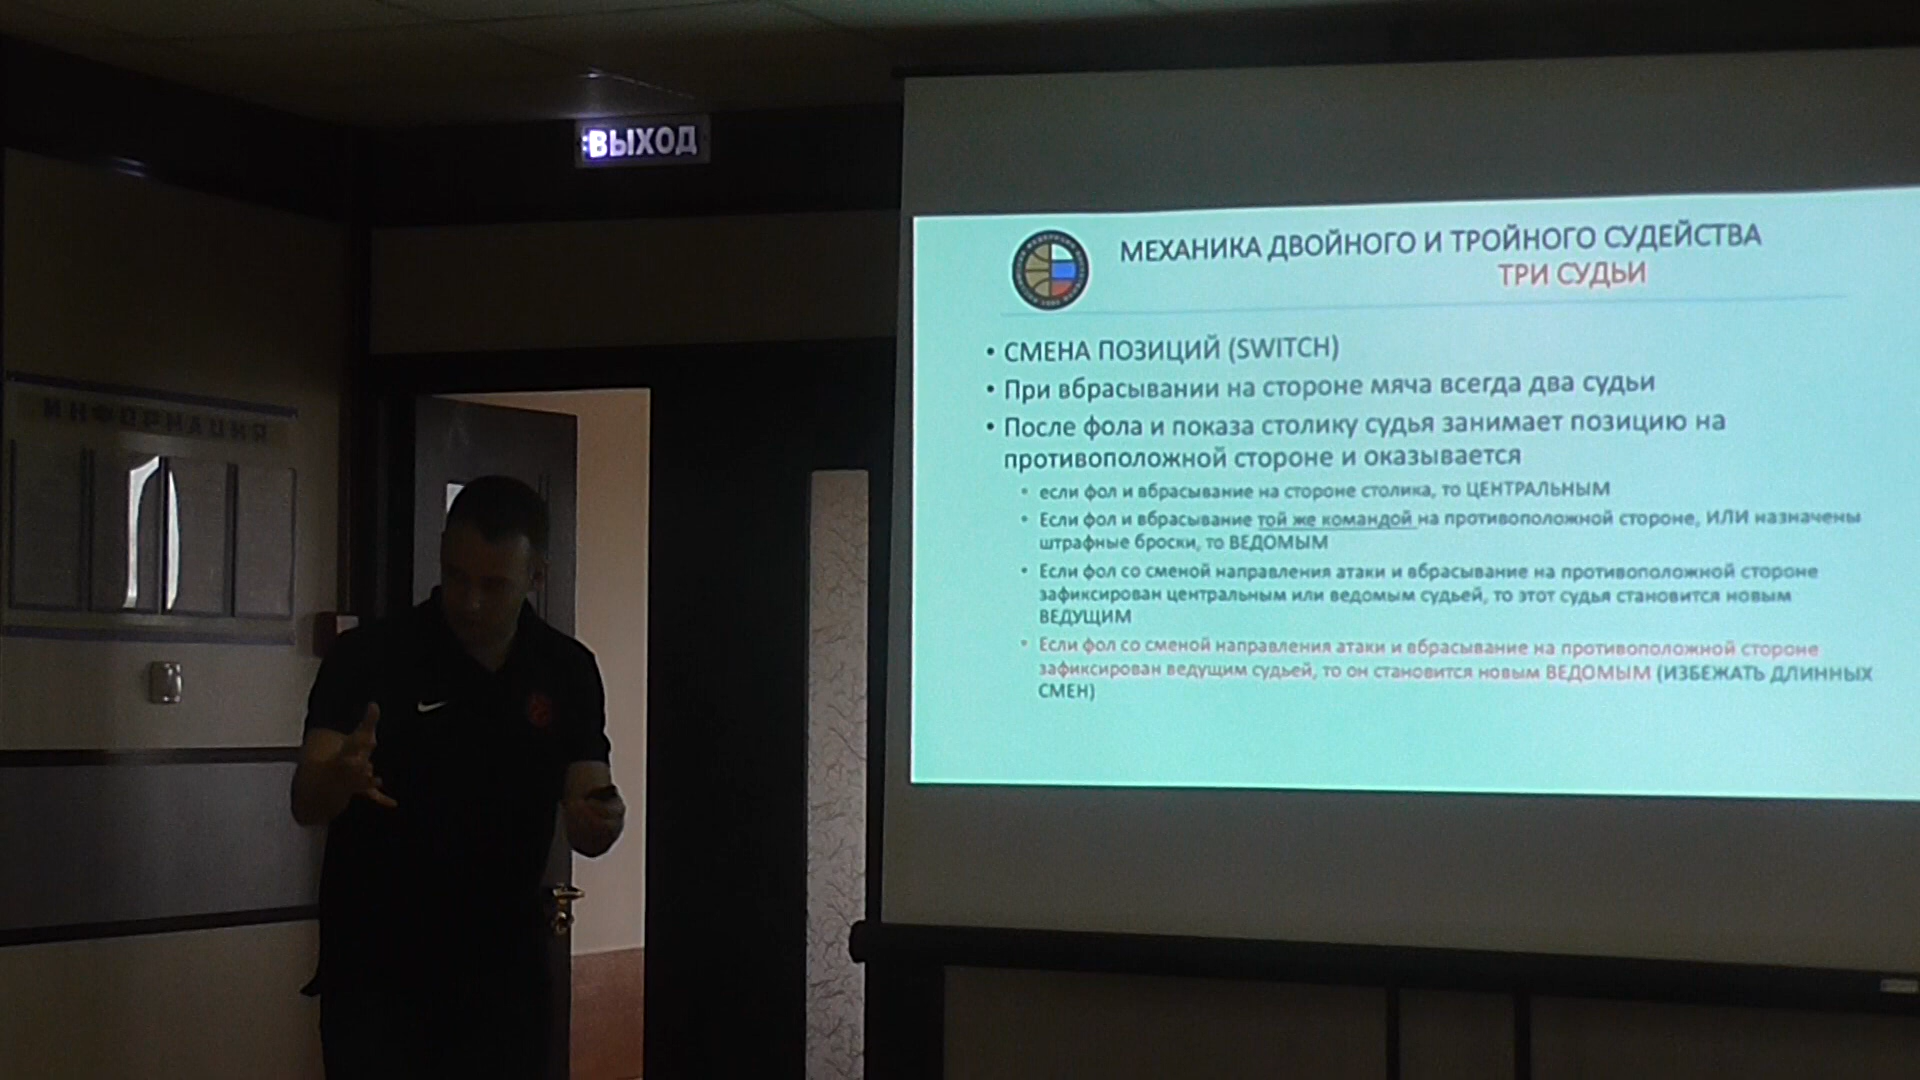 ВЫХОД
ИНФОРМАЦИЯ
МЕХАНИКА ДВОЙНОГО И ТРОЙНОГО СУДЕЙСТВА
ТРИ СУДЬИ
• СМЕНА ПОЗИЦИЙ (SWITCH)
• При вбрасывании на стороне мяча всегда два судьи
• После фола и показа столику судья занимает позицию на
противоположной стороне и оказывается
• если фол и вбрасывание на стороне столика, то ЦЕНТРАЛЬНЫМ
• Если фол и вбрасывание той же командой на противоположной стороне, ИЛИ назначены
штрафные броски, то ВЕДОМЫМ
• Если фол со сменой направления атаки и вбрасывание на противоположной стороне
зафиксирован центральным или ведомым судьей, то этот судья становится новым
ВЕДУЩИМ
• Если фол со сменой направления атаки и вбрасывание на противоположной стороне
зафиксирован ведущим судьей, то он становится новым ВЕДОМЫМ (ИЗБЕЖАТЬ ДЛИННЫХ
СМЕН)